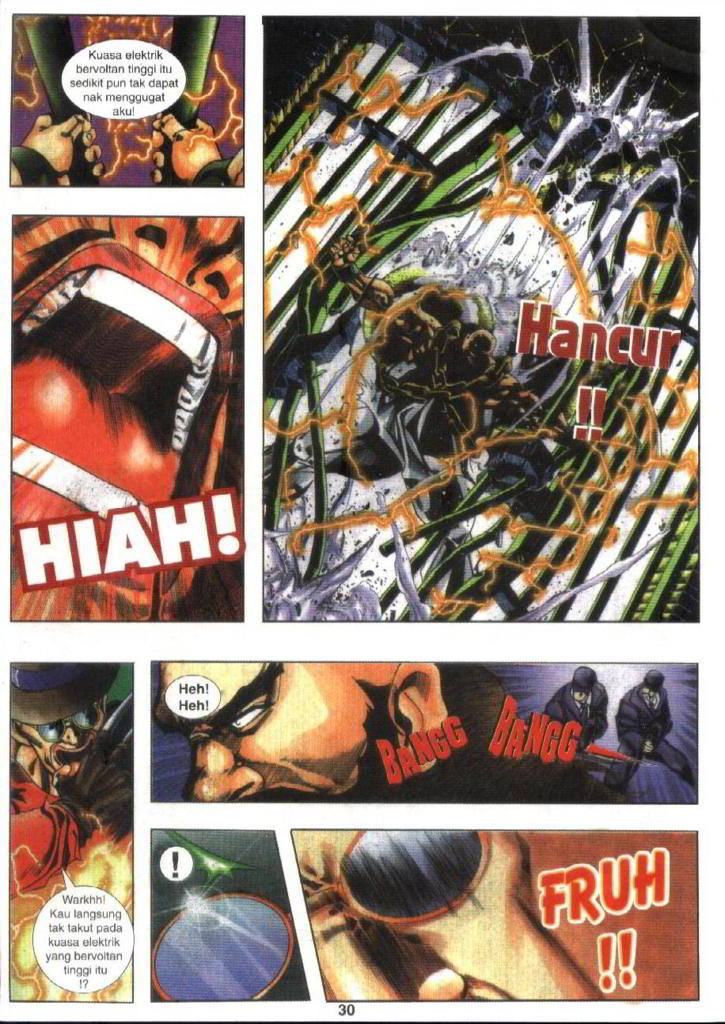 Kuasa elektrik
bervoltan tinggi itu
sedikit pun tak dapat
nak menggugat
aku!
HIAH!
Hancur
!!
Warkhh!
Kau langsung
tak takut pada
kuasa elektrik
yang bervoltan
tinggi itu
!?
Heh!
Heh!
BANGG
BANGG
!
FRUH
!!
30